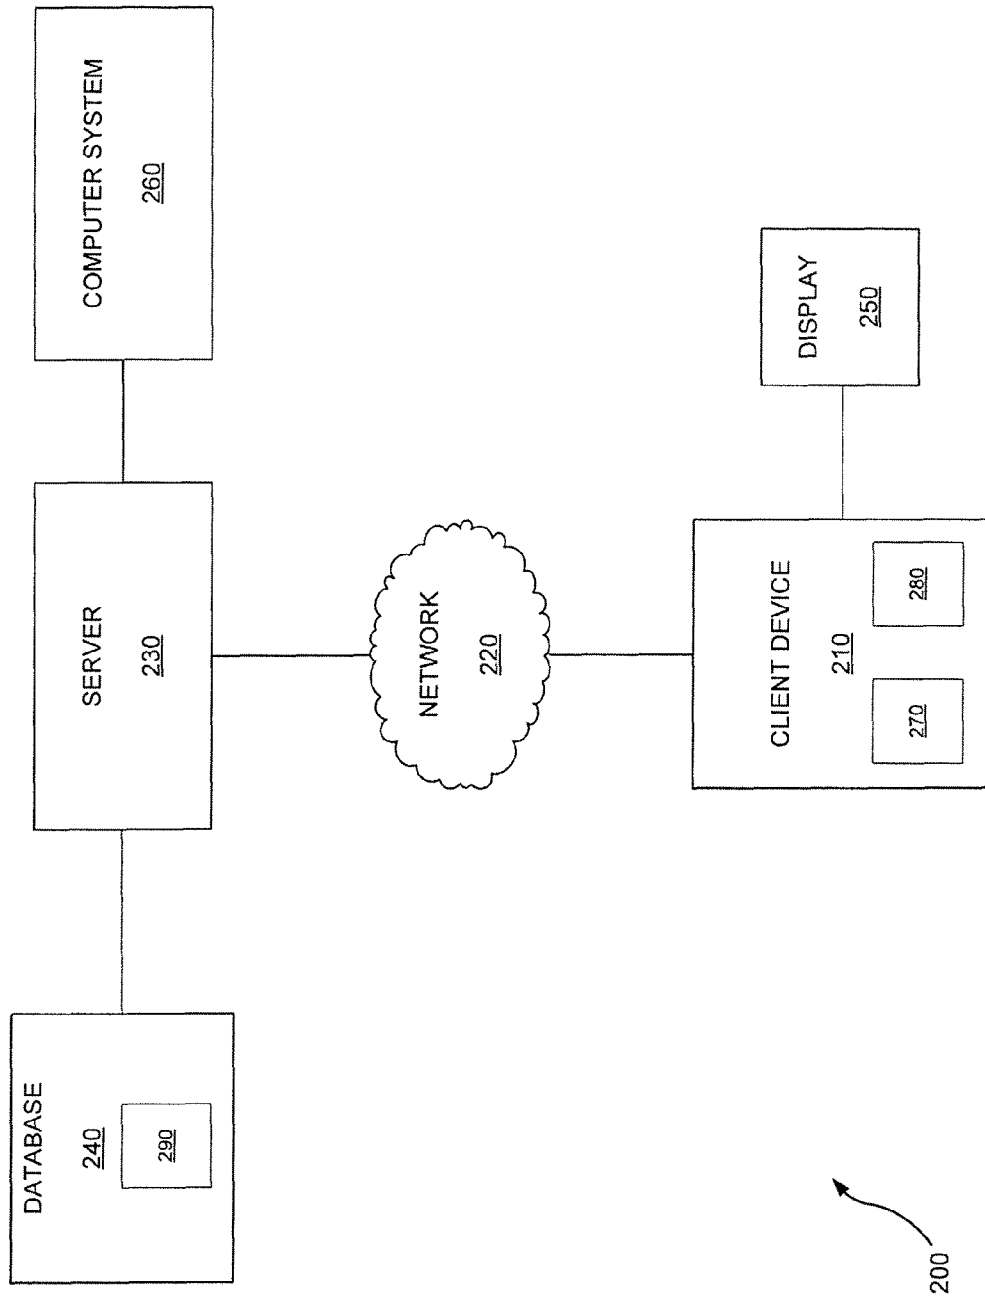 DATABASE
240
290
SERVER
230
COMPUTER SYSTEM
260
NETWORK
220
CLIENT DEVICE
210
270
280
DISPLAY
250
200